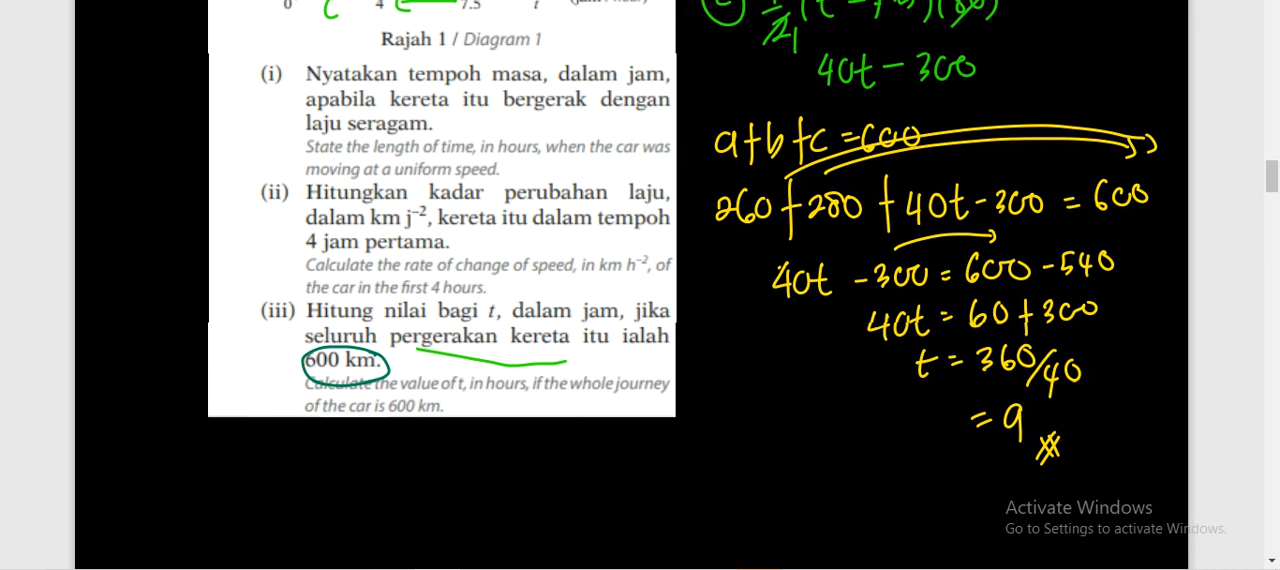 0 4 7.5 t
Rajah 1 / Diagram 1
(i) Nyatakan tempoh masa, dalam jam,
apabila kereta itu bergerak dengan
laju seragam.
State the length of time, in hours, when the car was
moving at a uniform speed.
(ii) Hitungkan kadar perubahan laju,
dalam km j⁻², kereta itu dalam tempoh
4 jam pertama.
Calculate the rate of change of speed, in km h⁻², of
the car in the first 4 hours.
(iii) Hitung nilai bagi t, dalam jam, jika
seluruh pergerakan kereta itu ialah
600 km.
Calculate the value of t, in hours, if the whole journey
of the car is 600 km.
40t - 300
a+b+c = 600
260 + 280 + 40t - 300 = 600
40t - 300 = 600 - 540
40t = 60 + 300
t = 360/40
= 9
Activate Windows
Go to Settings to activate Windows.